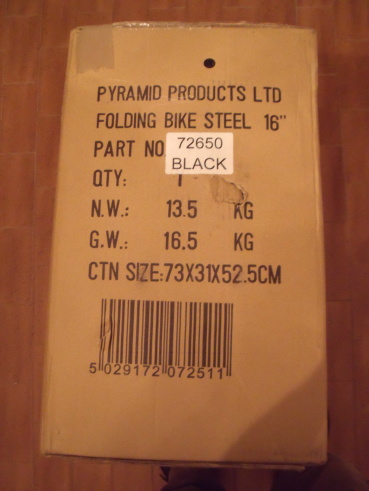 PYRAMID PRODUCTS LTD
FOLDING BIKE STEEL 16"
PART NO. 72650
BLACK
QTY: 1
N.W.: 13.5 KG
G.W.: 16.5 KG
CTN SIZE:73X31X52.5CM
5 029172 072511